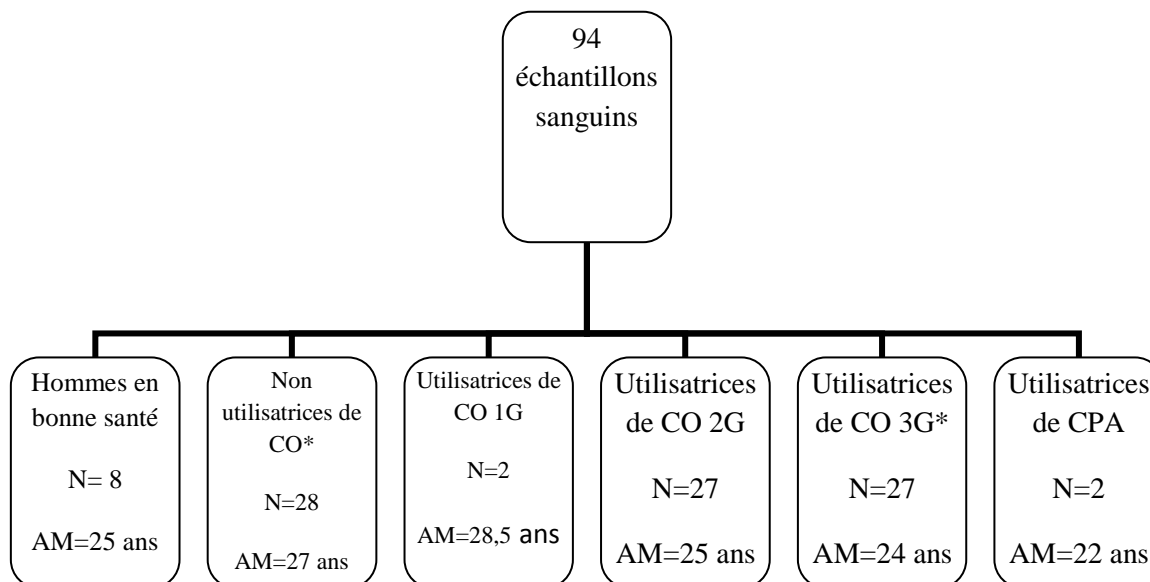 94
échantillons
sanguins
Hommes en
bonne santé
N= 8
AM=25 ans
Non
utilisatrices de
CO*
N=28
AM=27 ans
Utilisatrices de
CO 1G
N=2
AM=28,5 ans
Utilisatrices
de CO 2G
N=27
AM=25 ans
Utilisatrices
de CO 3G*
N=27
AM=24 ans
Utilisatrices
de CPA
N=2
AM=22 ans